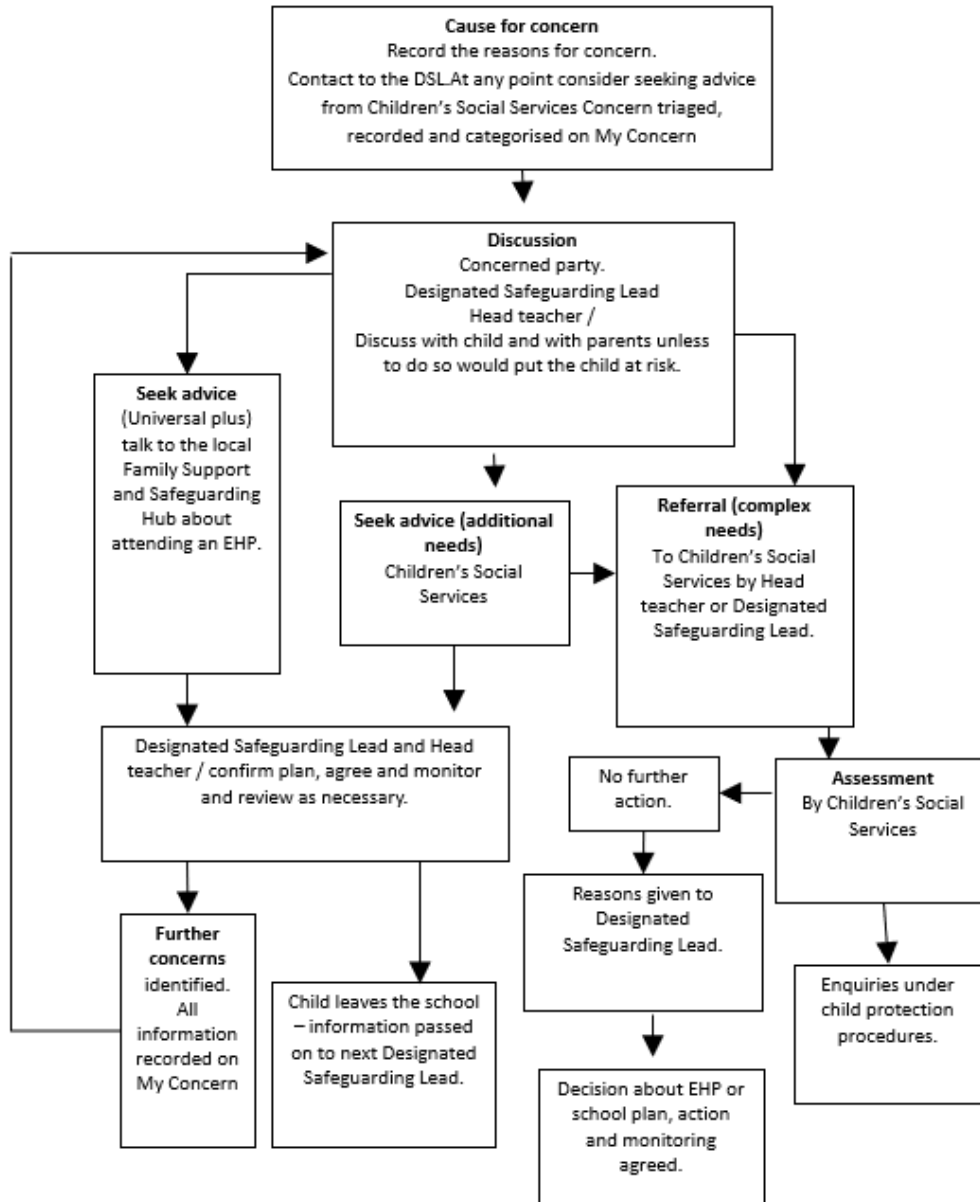 Cause for concern
Record the reasons for concern.
Contact to the DSL.At any point consider seeking advice
from Children's Social Services Concern triaged,
recorded and categorised on My Concern
Discussion
Concerned party.
Designated Safeguarding Lead
Head teacher /
Discuss with child and with parents unless
to do so would put the child at risk.
Seek advice
(Universal plus)
talk to the local
Family Support
and Safeguarding
Hub about
attending an EHP.
Seek advice (additional
needs)
Children's Social
Services
Referral (complex
needs)
To Children's Social
Services by Head
teacher or Designated
Safeguarding Lead.
Designated Safeguarding Lead and Head
teacher / confirm plan, agree and monitor
and review as necessary.
No further
action.
Assessment
By Children's Social
Services
Reasons given to
Designated
Safeguarding Lead.
Further
concerns
identified.
All
information
recorded on
My Concern
Child leaves the school
– information passed
on to next Designated
Safeguarding Lead.
Enquiries under
child protection
procedures.
Decision about EHP or
school plan, action
and monitoring
agreed.